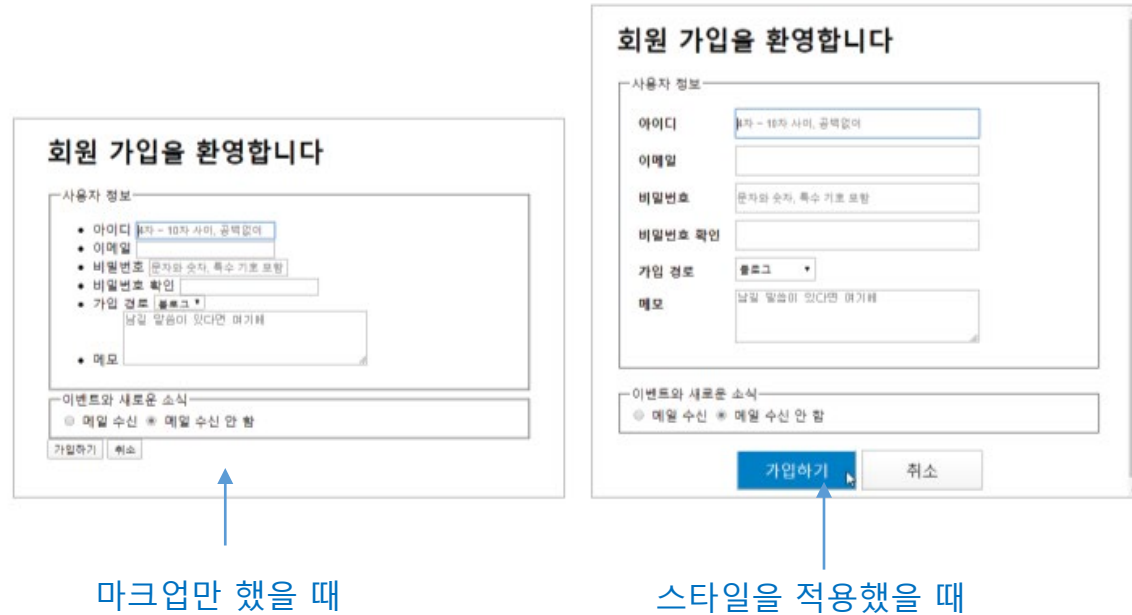 회원 가입을 환영합니다
사용자 정보
아이디 4자 ~ 10자 사이, 공백없이
이메일
비밀번호 문자와 숫자, 특수 기호 포함
비밀번호 확인
가입 경로 블로그
남길 말씀이 있다면 여기에
메모
이벤트와 새로운 소식
메일 수신 메일 수신 안 함
가입하기 취소
마크업만 했을 때
회원 가입을 환영합니다
사용자 정보
아이디 4자 ~ 10자 사이, 공백없이
이메일
비밀번호 문자와 숫자, 특수 기호 포함
비밀번호 확인
가입 경로 블로그
메모 남길 말씀이 있다면 여기에
이벤트와 새로운 소식
메일 수신 메일 수신 안 함
가입하기 취소
스타일을 적용했을 때